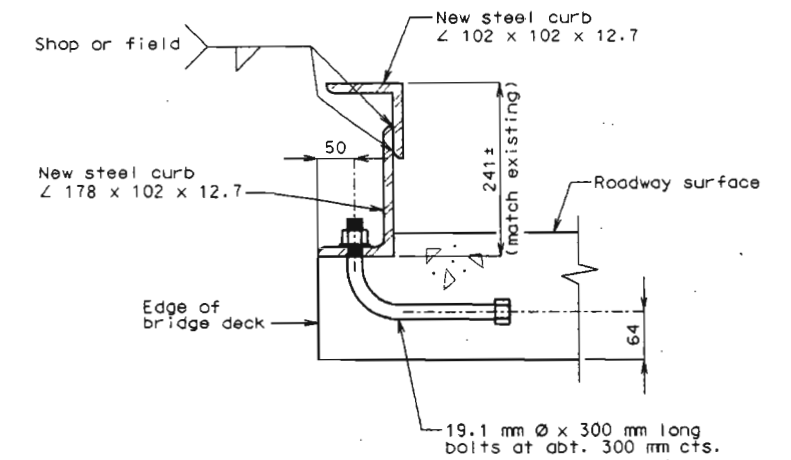 New steel curb
∠ 102 x 102 x 12.7
Shop or field
50
241±
(match existing)
New steel curb
∠ 178 x 102 x 12.7
Roadway surface
Edge of
bridge deck
64
19.1 mm Ø x 300 mm long
bolts at abt. 300 mm cts.